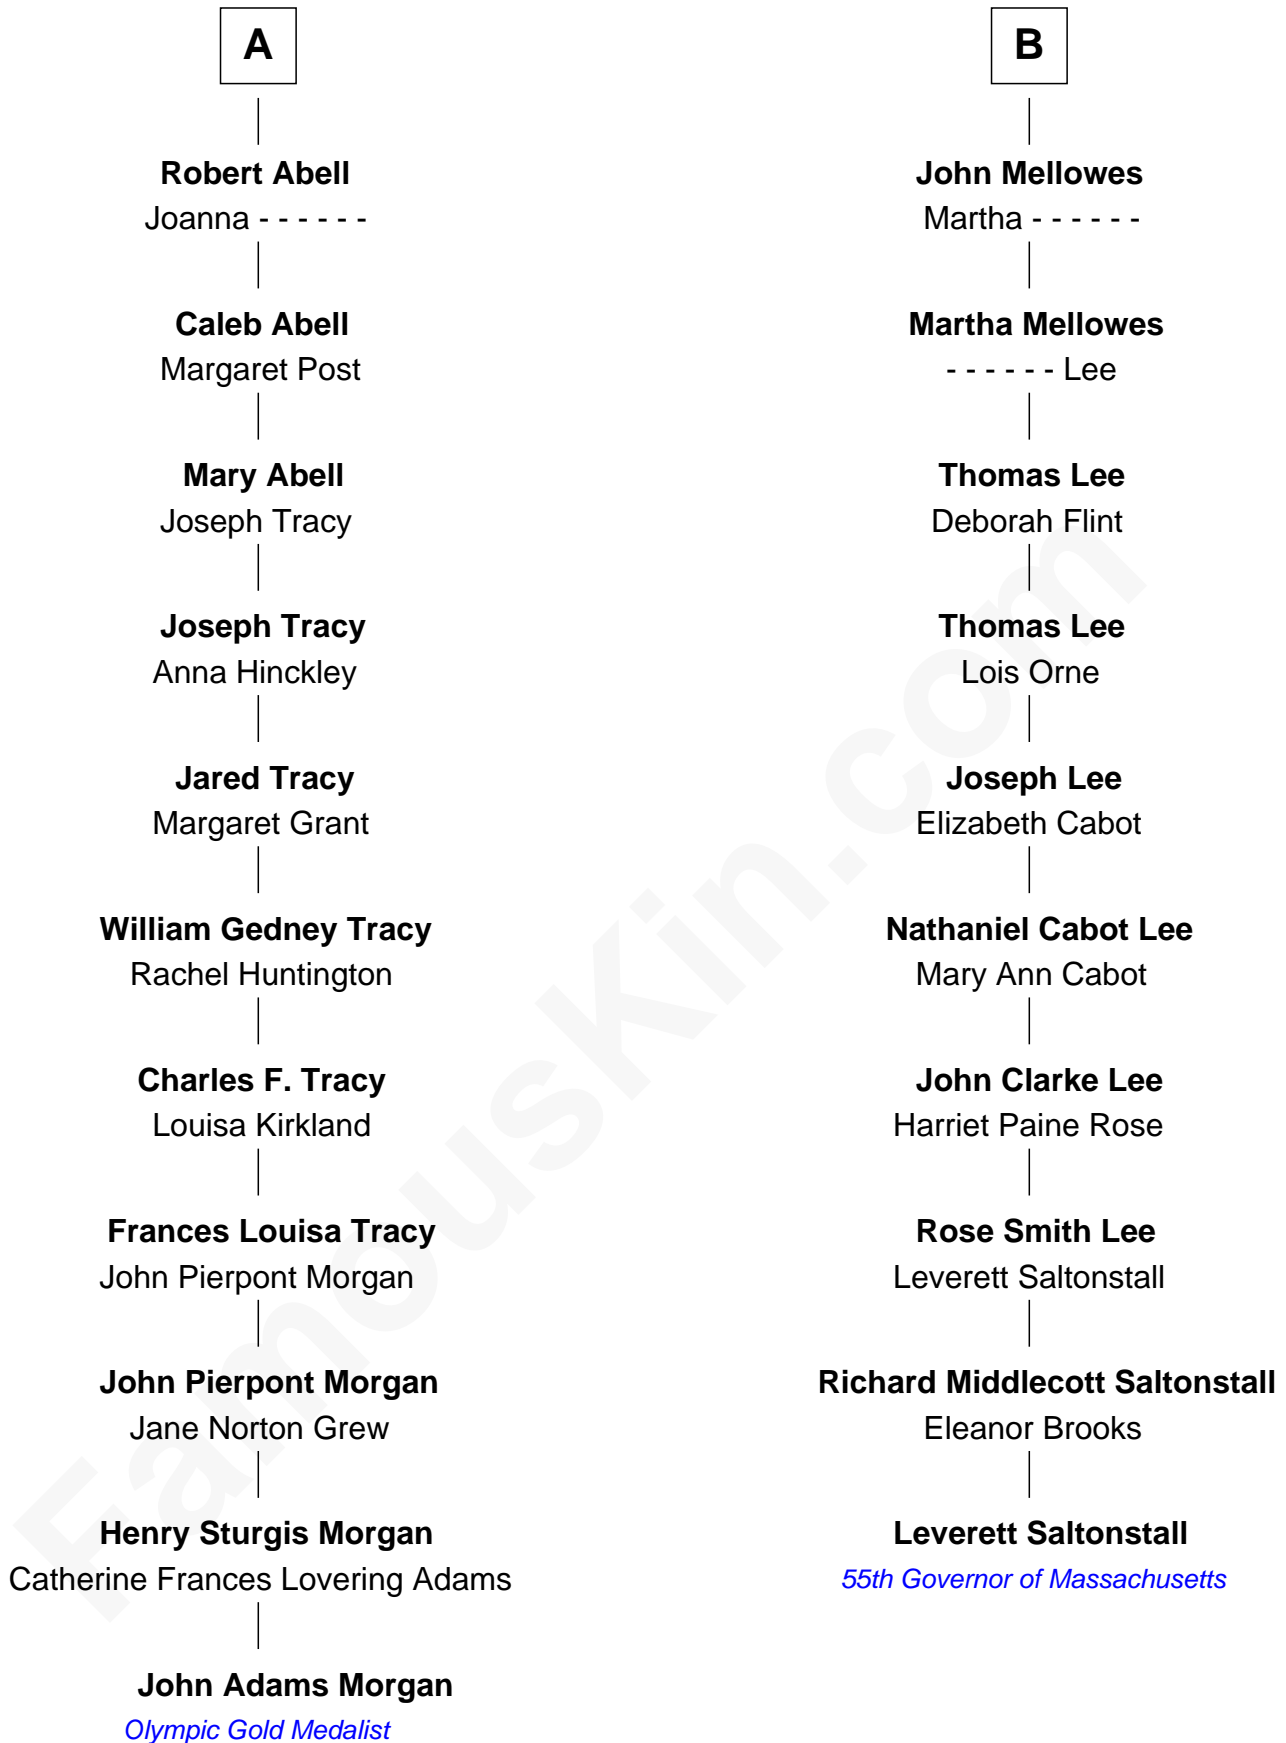 A
Robert Abell
Joanna - - - - - -
Caleb Abell
Margaret Post
Mary Abell
Joseph Tracy
Joseph Tracy
Anna Hinckley
Jared Tracy
Margaret Grant
William Gedney Tracy
Rachel Huntington
Charles F. Tracy
Louisa Kirkland
Frances Louisa Tracy
John Pierpont Morgan
John Pierpont Morgan
Jane Norton Grew
Henry Sturgis Morgan
Catherine Frances Lovering Adams
John Adams Morgan
Olympic Gold Medalist
B
John Mellowes
Martha - - - - - -
Martha Mellowes
- - - - - - Lee
Thomas Lee
Deborah Flint
Thomas Lee
Lois Orne
Joseph Lee
Elizabeth Cabot
Nathaniel Cabot Lee
Mary Ann Cabot
John Clarke Lee
Harriet Paine Rose
Rose Smith Lee
Leverett Saltonstall
Richard Middlecott Saltonstall
Eleanor Brooks
Leverett Saltonstall
55th Governor of Massachusetts
FamousKin.com